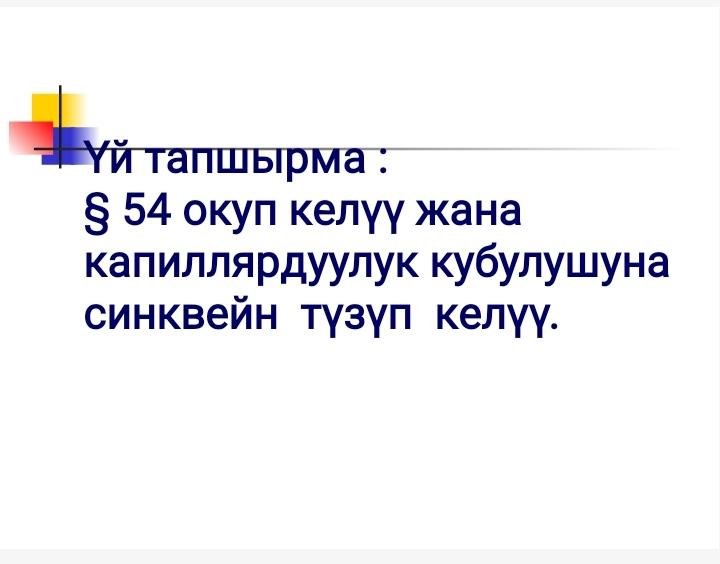 Үй тапшырма :
§ 54 окуп келүү жана
капиллярдуулук кубулушуна
синквейн түзүп келүү.